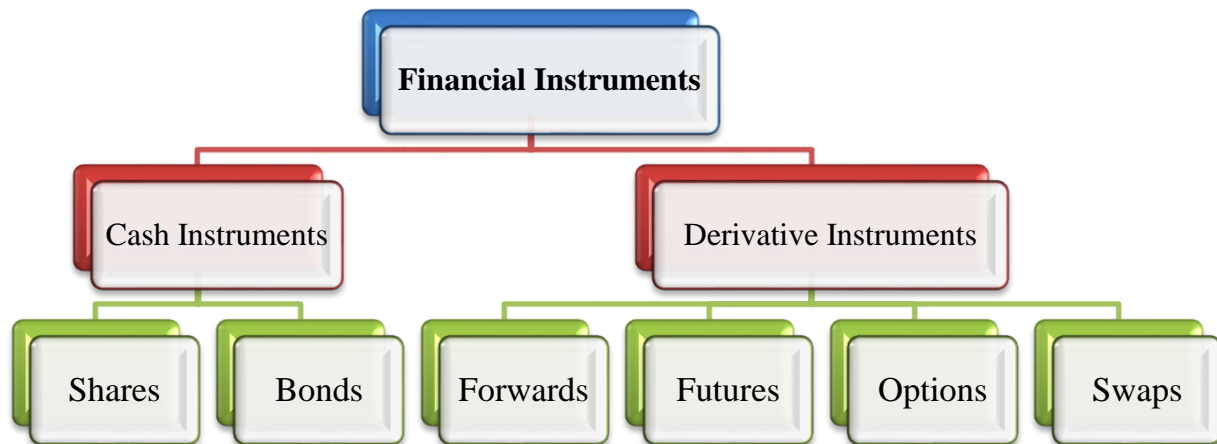 Financial Instruments
Cash Instruments
Derivative Instruments
Shares
Bonds
Forwards
Futures
Options
Swaps